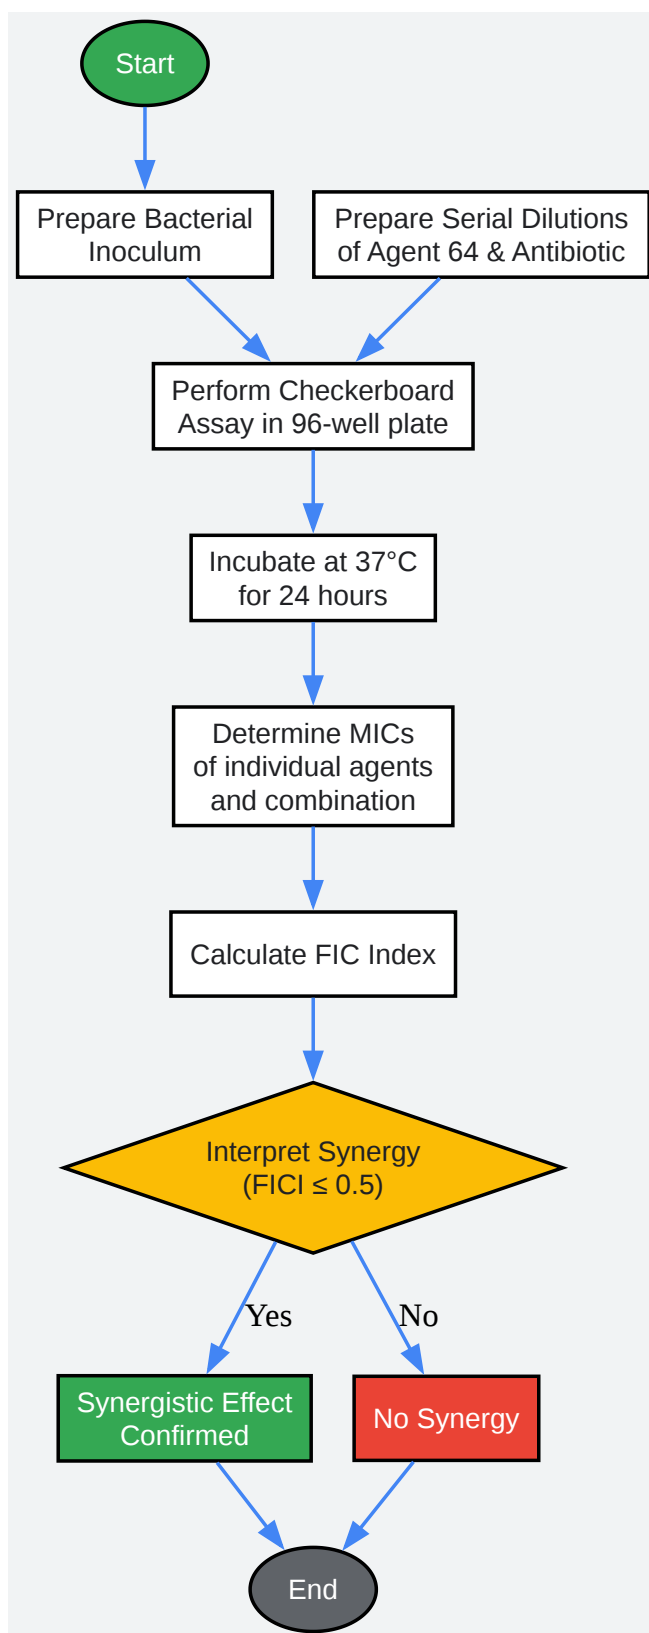 Start
Prepare Bacterial
Inoculum
Prepare Serial Dilutions
of Agent 64 & Antibiotic
Perform Checkerboard
Assay in 96-well plate
Incubate at 37°C
for 24 hours
Determine MICs
of individual agents
and combination
Calculate FIC Index
Interpret Synergy
(FICI ≤ 0.5)
Yes
No
Synergistic Effect
Confirmed
No Synergy
End